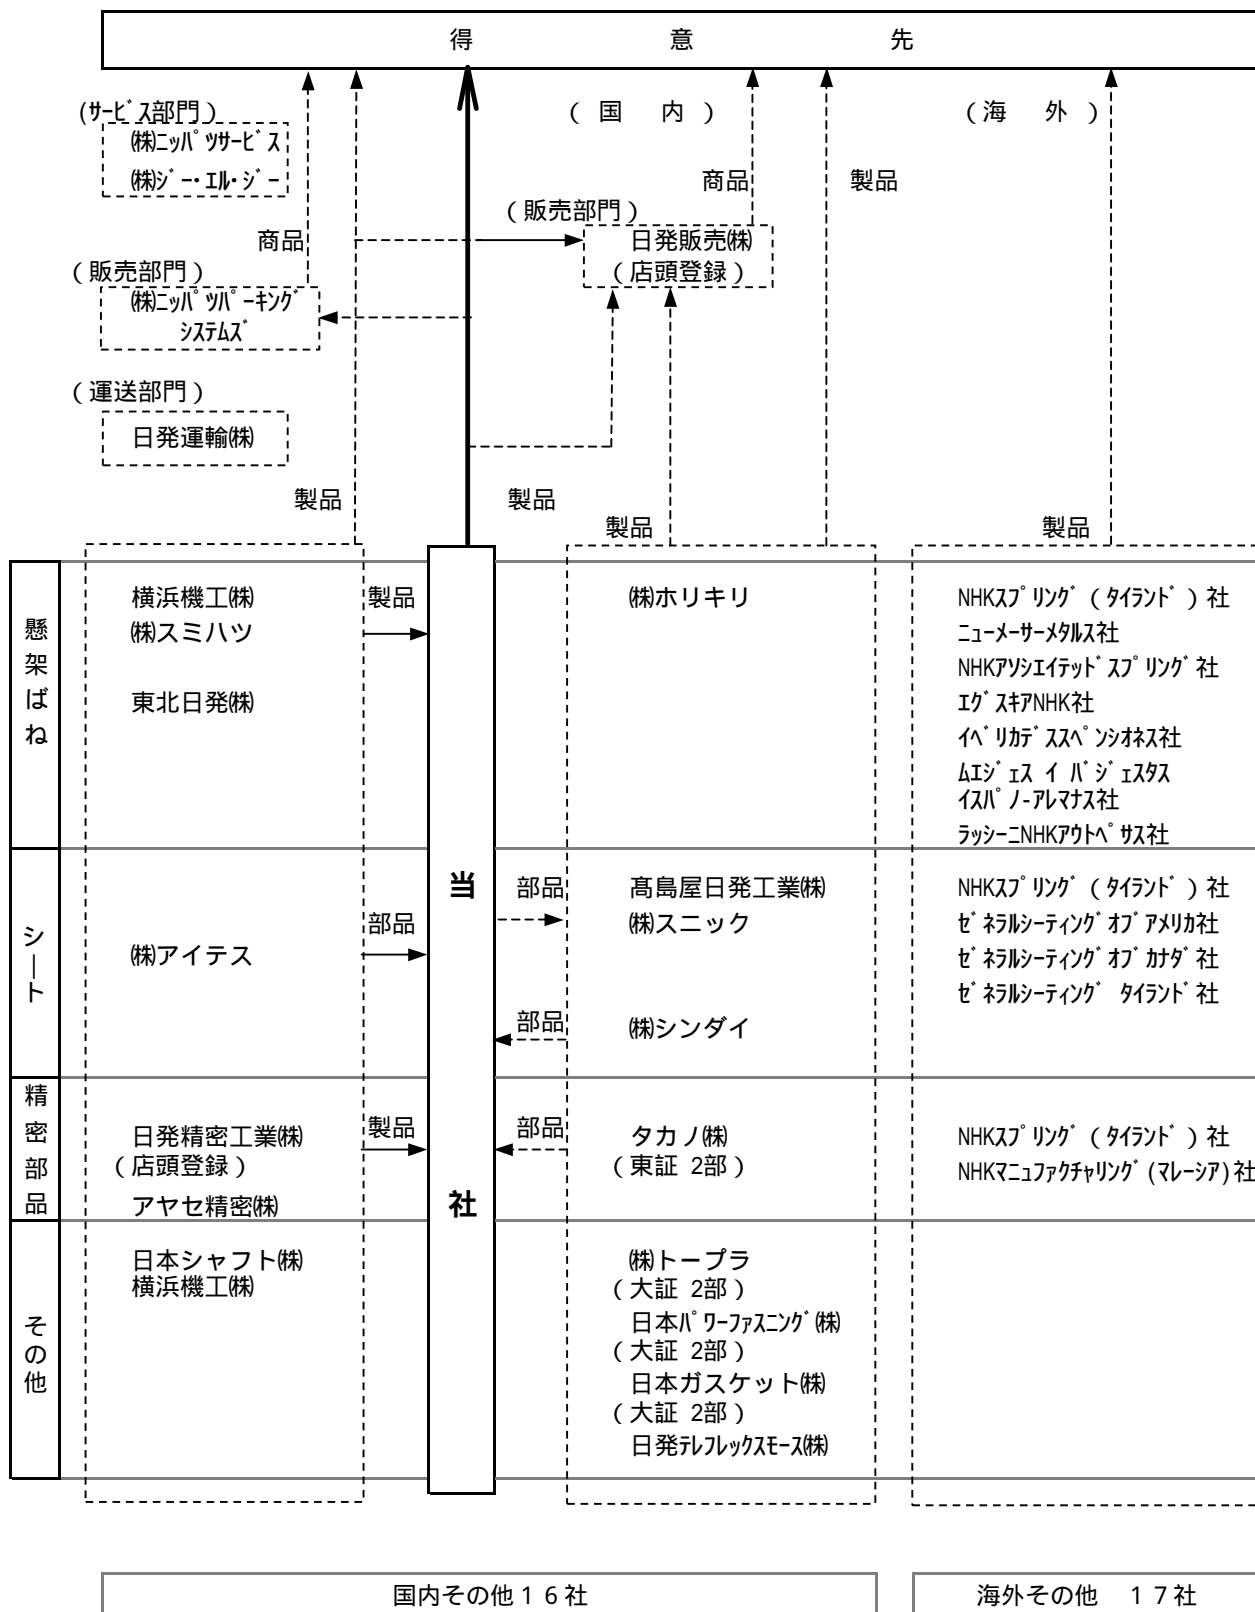 得 意 先
(ｻｰﾋﾞｽ部門)
㈱ﾆｯﾊﾟﾂｻｰﾋﾞｽ
㈱ｼﾞｰ･ｴﾙ･ｼﾞｰ
(国 内)
(海 外)
商品
製品
(販売部門)
日発販売㈱
(店頭登録)
商品
(販売部門)
㈱ﾆｯﾊﾟﾂﾊﾟｰｷﾝｸﾞ
ｼｽﾃﾑｽﾞ
(運送部門)
日発運輸㈱
製品
製品
製品
製品
懸架ばね
横浜機工㈱
㈱スミハツ
東北日発㈱
製品
㈱ホリキリ
NHKｽﾌﾟﾘﾝｸﾞ(ﾀｲﾗﾝﾄﾞ)社
ﾆｭｰﾒｰｻｰﾒﾀﾙｽ社
NHKｱｿｼｴｲﾃｯﾄﾞｽﾌﾟﾘﾝｸﾞ社
ｴｸﾞｽｷｱNHK社
ｲﾍﾞﾘｶﾃﾞｽｽﾍﾟﾝｼｵﾈｽ社
ﾑｴｼﾞｪｽ ｲ ﾊﾞｼﾞｪｽﾀｽ
ｲｽﾊﾟﾉ-ｱﾚﾏﾅｽ社
ﾗｯｼｰﾆNHKｱｳﾄﾍﾟｻｽ社
シート
㈱アイテス
部品
当社
部品
髙島屋日発工業㈱
㈱スニック
部品
㈱シンダイ
NHKｽﾌﾟﾘﾝｸﾞ(ﾀｲﾗﾝﾄﾞ)社
ｾﾞﾈﾗﾙｼｰﾃｨﾝｸﾞｵﾌﾞｱﾒﾘｶ社
ｾﾞﾈﾗﾙｼｰﾃｨﾝｸﾞｵﾌﾞｶﾅﾀﾞ社
ｾﾞﾈﾗﾙｼｰﾃｨﾝｸﾞ ﾀｲﾗﾝﾄﾞ社
精密部品
日発精密工業㈱
(店頭登録)
アヤセ精密㈱
製品
部品
タカノ㈱
(東証 2部)
NHKｽﾌﾟﾘﾝｸﾞ(ﾀｲﾗﾝﾄﾞ)社
NHKﾏﾆｭﾌｧｸﾁｬﾘﾝｸﾞ(ﾏﾚｰｼｱ)社
その他
日本シャフト㈱
横浜機工㈱
㈱トープラ
(大証 2部)
日本ﾊﾟﾜｰﾌｧｽﾆﾝｸﾞ㈱
(大証 2部)
日本ガスケット㈱
(大証 2部)
日発ﾃﾚﾌﾚｯｸｽﾓｰｽ㈱
国内その他16社
海外その他 17社